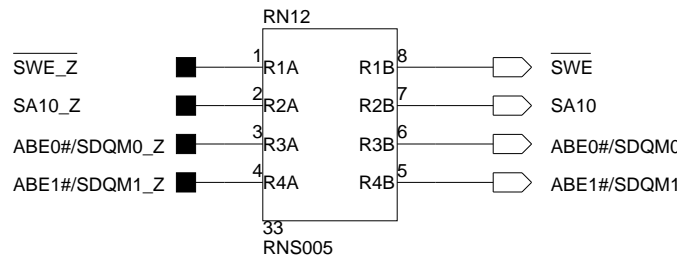 RN12
SWE_Z 1 R1A R1B 8 SWE
SA10_Z 2 R2A R2B 7 SA10
ABE0#/SDQM0_Z 3 R3A R3B 6 ABE0#/SDQM0
ABE1#/SDQM1_Z 4 R4A R4B 5 ABE1#/SDQM1
33
RNS005